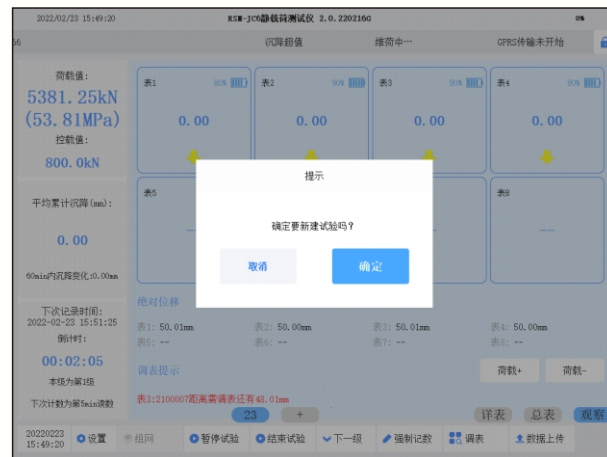 2022/02/23 15:49:20
RSM-JC6静载荷测试仪 2.0.220216G
0%
56
沉降超值
维荷中…
GPRS传输未开始
荷载值:
5381.25kN
(53.81MPa)
控载值:
800.0kN
表1 80%
0.00
表2 90%
0.00
表3 80%
0.00
表4 80%
0.00
平均累计沉降(mm):
0.00
60min内沉降变化:0.00mm
表5
--
表8
--
提示
确定要新建试验吗?
取消
确定
下次记录时间:
2022-02-23 15:51:25
倒计时:
00:02:05
本级为第1级
下次计数为第5min读数
绝对位移
表1: 50.01mm
表2: 50.00mm
表3: 50.01mm
表4: 50.00mm
表5: --
表6: --
表7: --
表8: --
调表提示
荷载+
荷载-
表3:2100007距离需调表还有48.01mm
23
+
详表
总表
观察
20220223
15:49:20
设置
组网
暂停试验
结束试验
下一级
强制记数
调表
数据上传